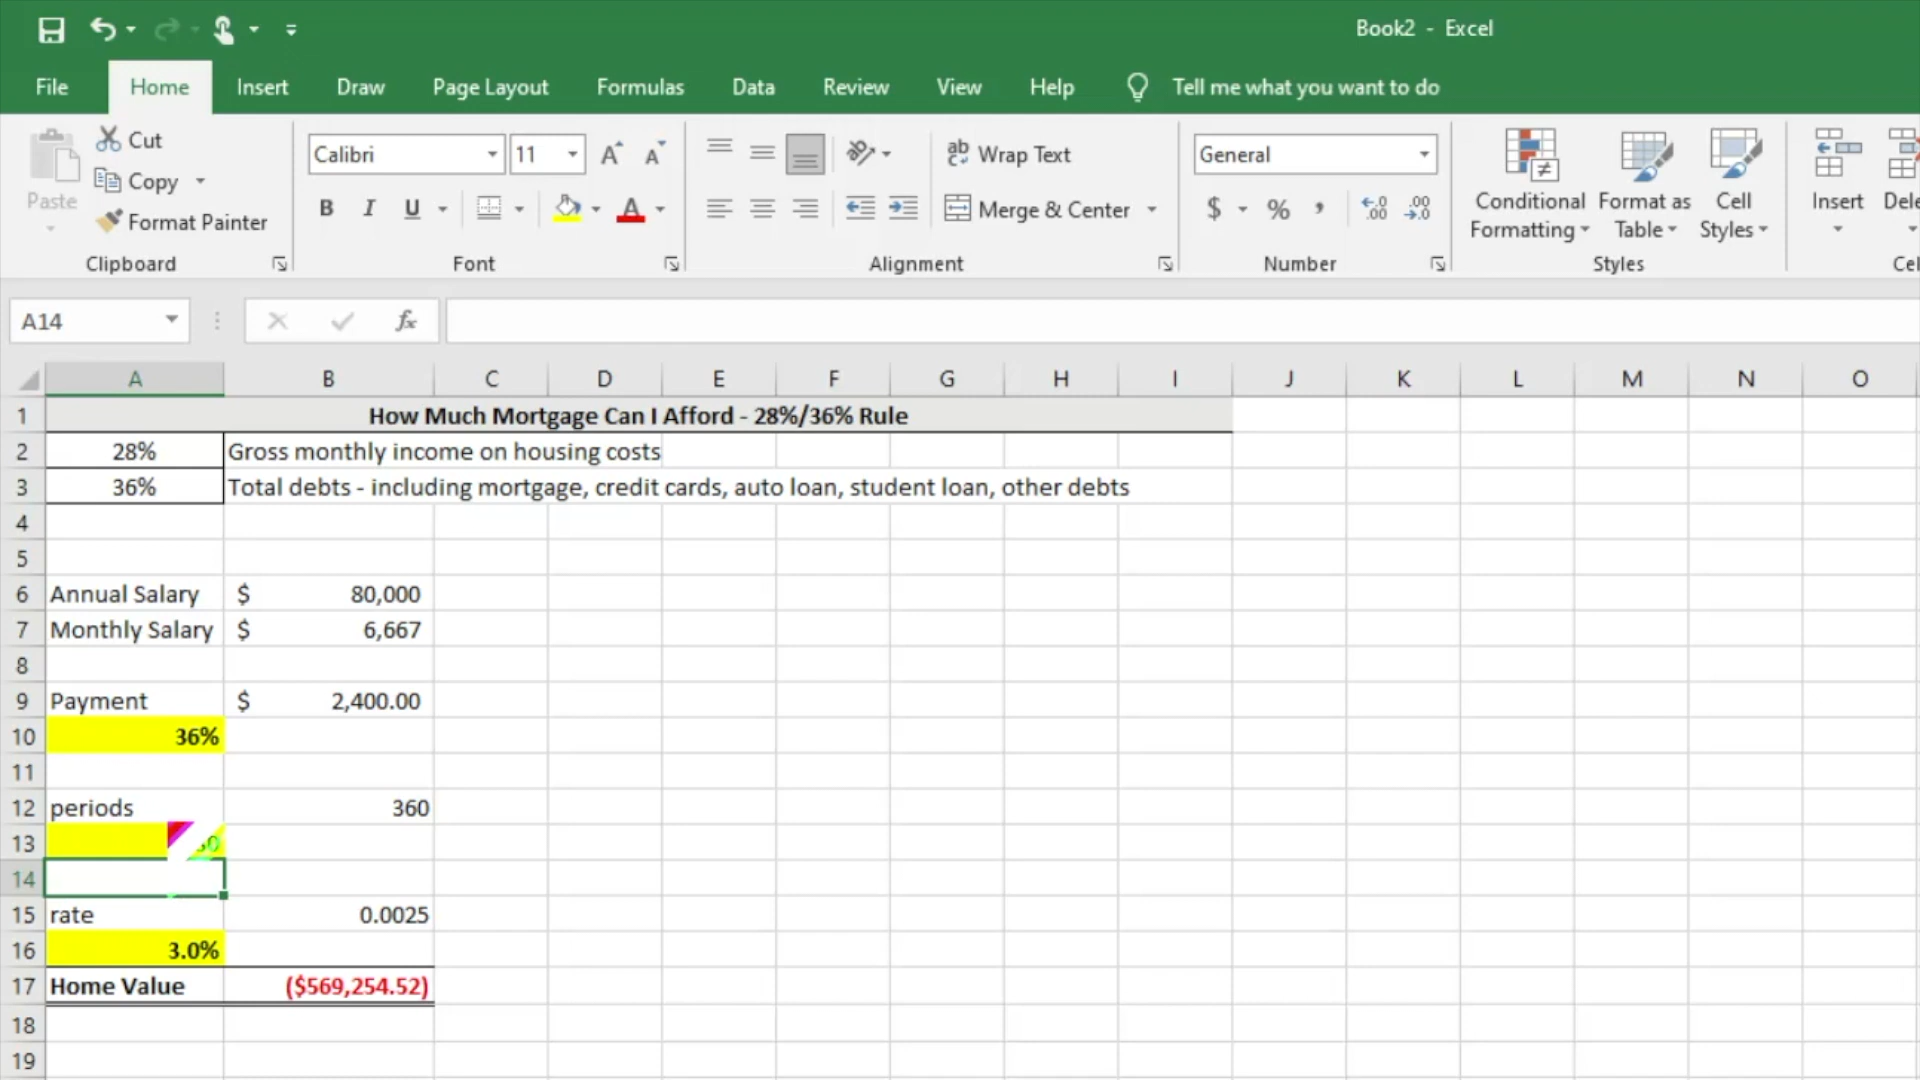 Book2 - Excel
File Home Insert Draw Page Layout Formulas Data Review View Help Tell me what you want to do
Paste
Cut
Copy
Format Painter
Clipboard
Calibri 11
B I U A
Font
ab Wrap Text
Merge & Center
Alignment
General
$ % , .00 .00
Number
Conditional Formatting
Format as Table
Cell Styles
Styles
Insert
A14 fx
A B C D E F G H I J K L M N O
1 How Much Mortgage Can I Afford - 28%/36% Rule
2 28% Gross monthly income on housing costs
3 36% Total debts - including mortgage, credit cards, auto loan, student loan, other debts
4
5
6 Annual Salary $ 80,000
7 Monthly Salary $ 6,667
8
9 Payment $ 2,400.00
10 36%
11
12 periods 360
13
14
15 rate 0.0025
16 3.0%
17 Home Value ($569,254.52)
18
19